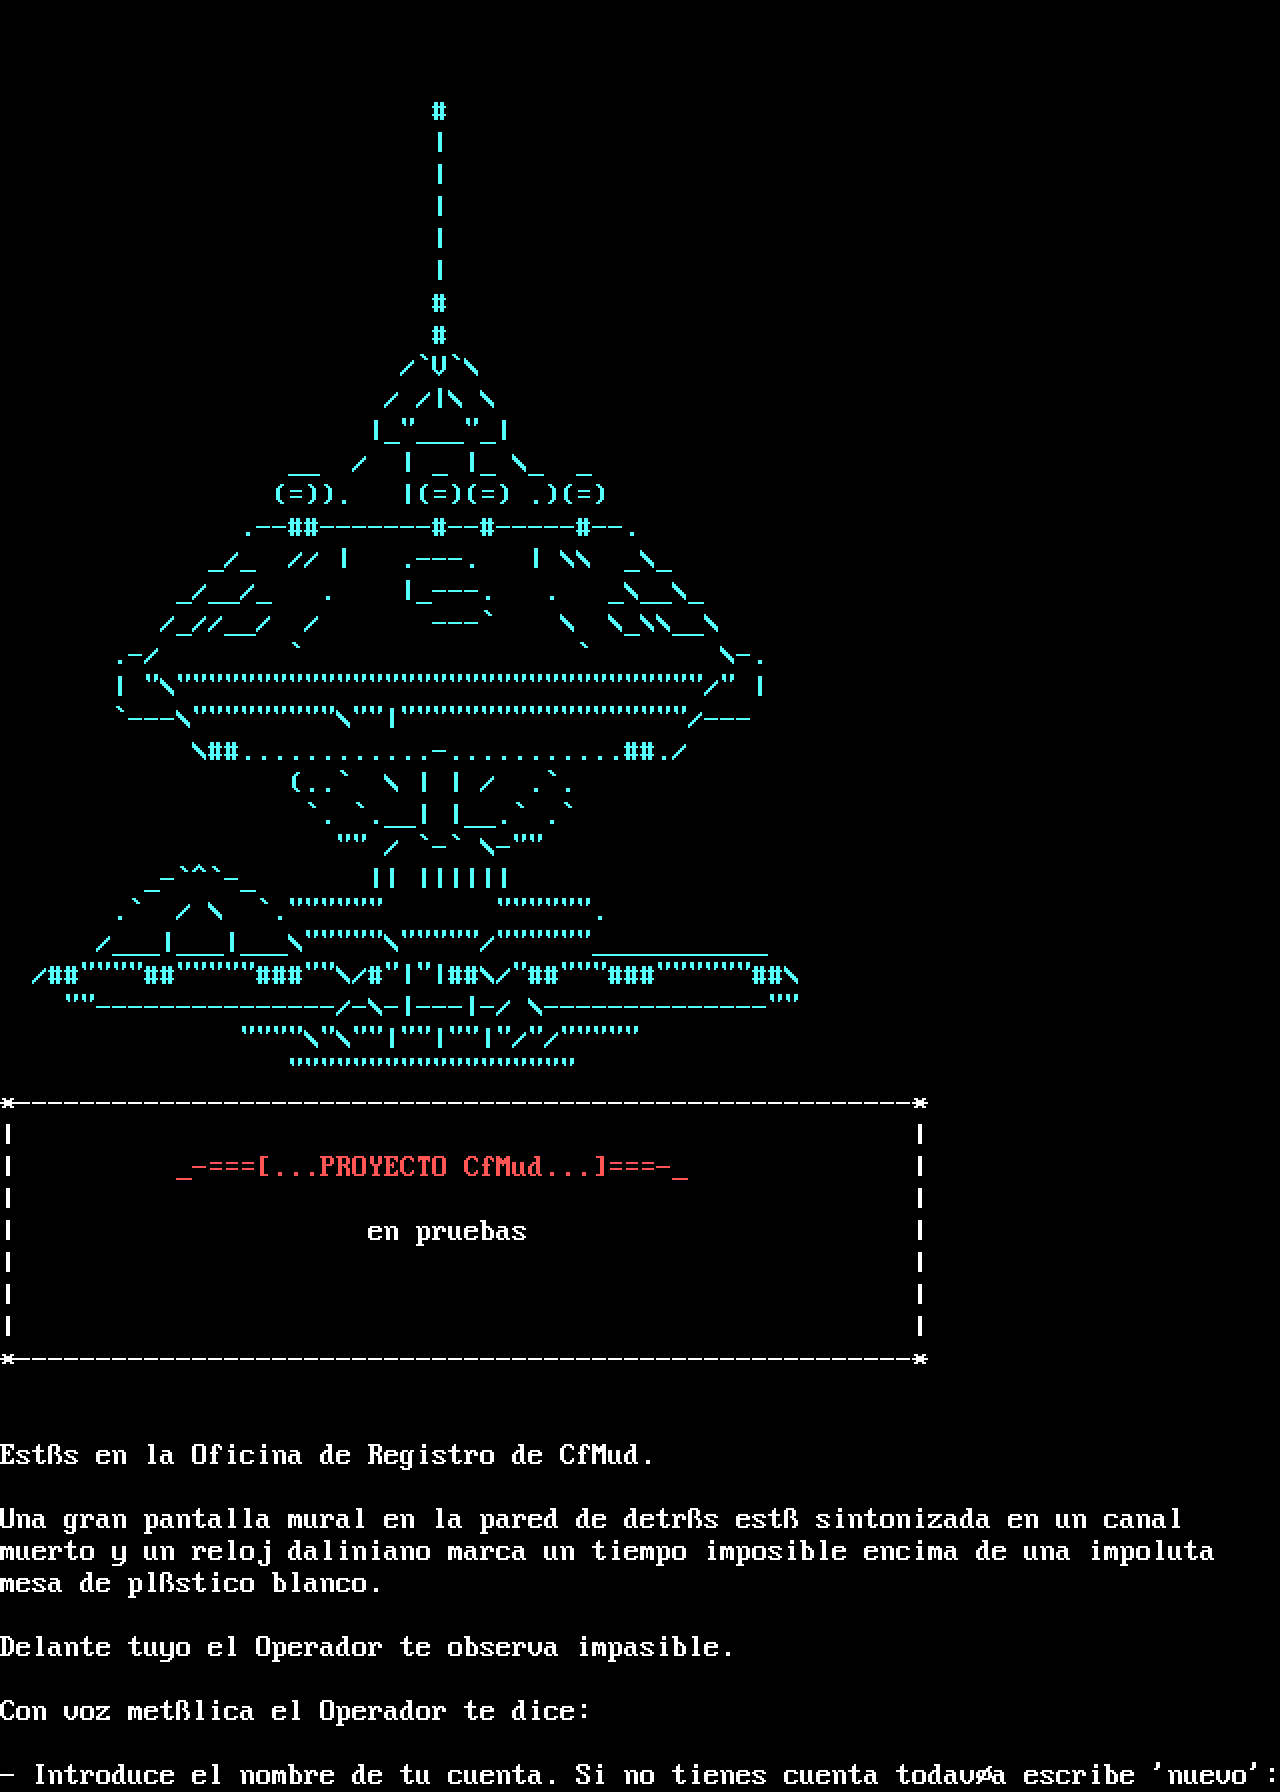 _-===[...PROYECTO CfMud...]===-_
en pruebas
Estßs en la Oficina de Registro de CfMud.
Una gran pantalla mural en la pared de detrßs estß sintonizada en un canal
muerto y un reloj daliniano marca un tiempo imposible encima de una impoluta
mesa de plßstico blanco.
Delante tuyo el Operador te observa impasible.
Con voz metßlica el Operador te dice:
- Introduce el nombre de tu cuenta. Si no tienes cuenta todavφa escribe 'nuevo':